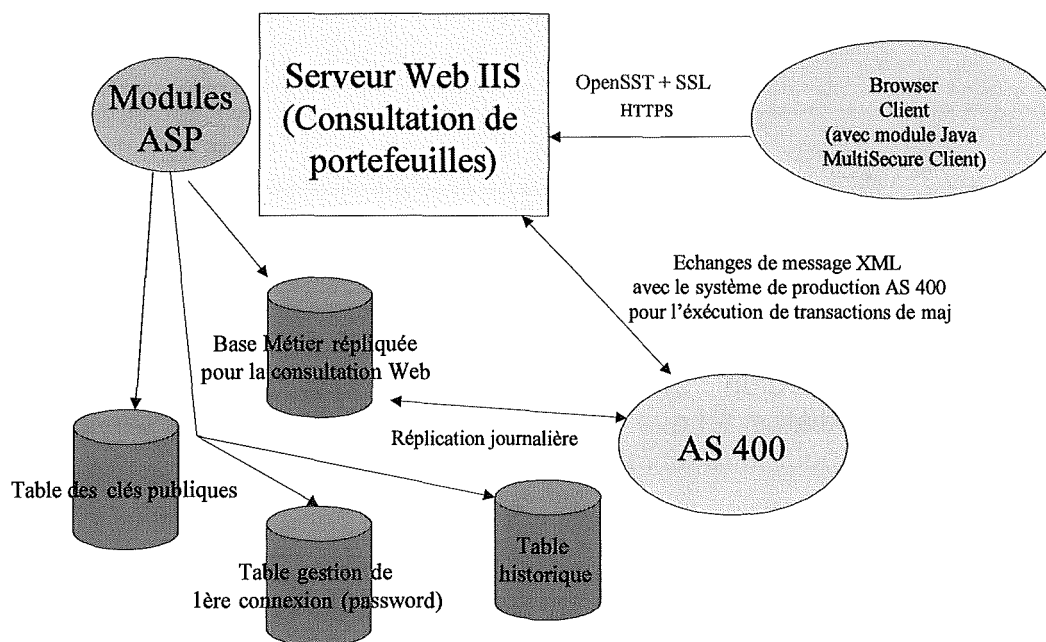 Modules
ASP
Serveur Web IIS
(Consultation de
portefeuilles)
OpenSST + SSL
HTTPS
Browser
Client
(avec module Java
MultiSecure Client)
Echanges de message XML
avec le système de production AS 400
pour l'éxécution de transactions de maj
Base Métier répliquée
pour la consultation Web
Réplication journalière
AS 400
Table des clés publiques
Table gestion de
1ère connexion (password)
Table
historique